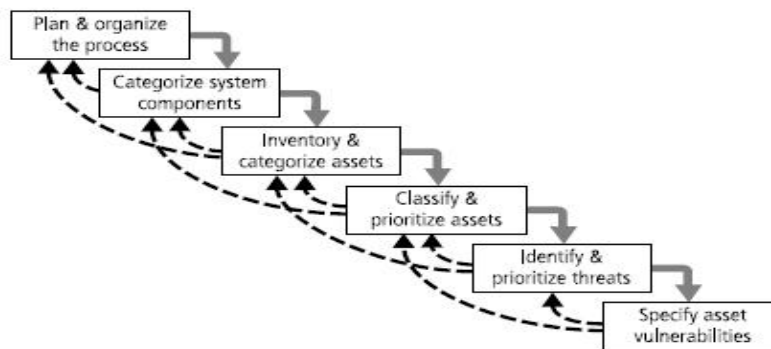 Plan & organize
the process
Categorize system
components
Inventory &
categorize assets
Classify &
prioritize assets
Identify &
prioritize threats
Specify asset
vulnerabilities